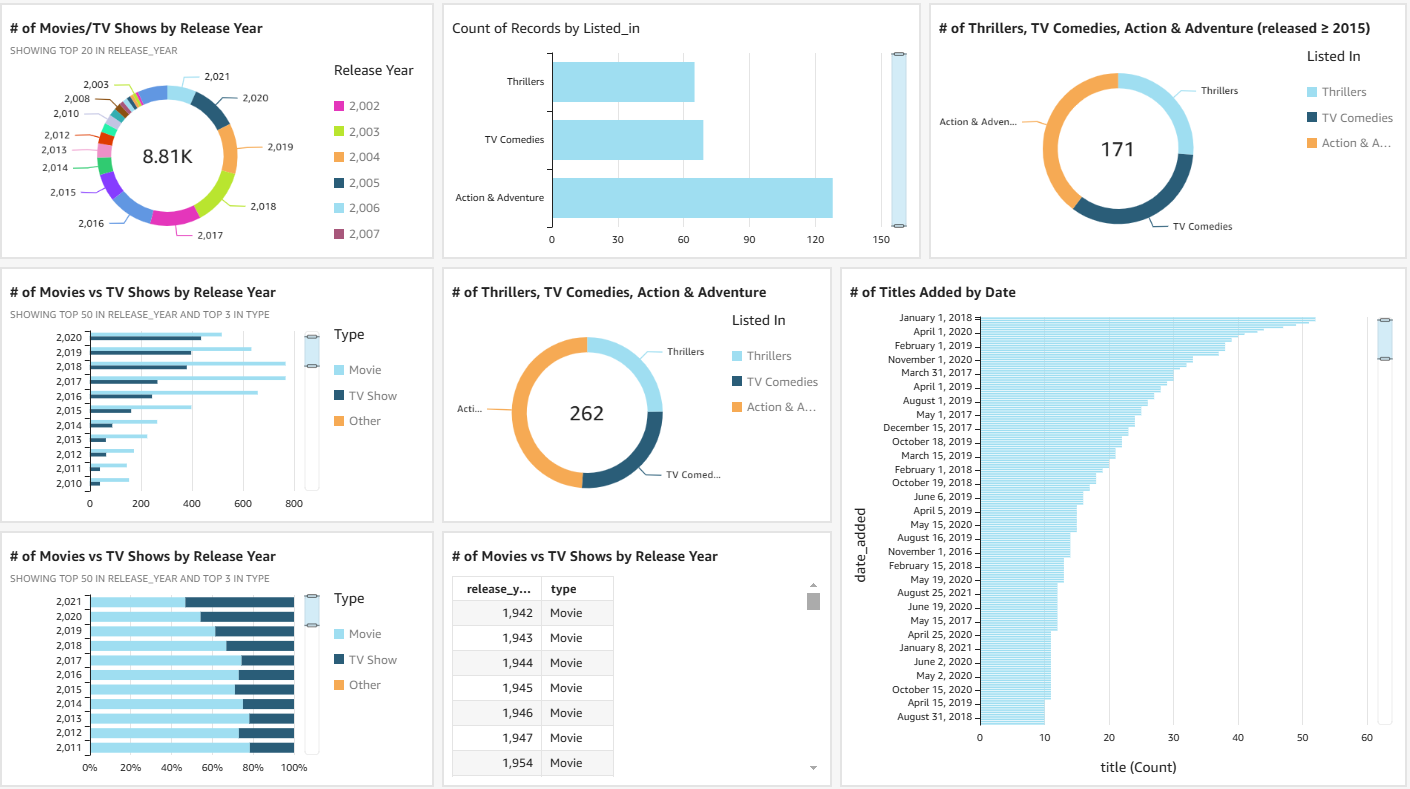 # of Movies/TV Shows by Release Year
SHOWING TOP 20 IN RELEASE_YEAR
2,021
2,020
2,019
2,018
2,017
2,016
2,015
2,014
2,013
2,012
2,010
2,008
2,003
8.81K
Release Year
2,002
2,003
2,004
2,005
2,006
2,007
Count of Records by Listed_in
Thrillers
TV Comedies
Action & Adventure
0 30 60 90 120 150
# of Thrillers, TV Comedies, Action & Adventure (released ≥ 2015)
Thrillers
TV Comedies
Action & Adven...
171
Listed In
Thrillers
TV Comedies
Action & A...
# of Movies vs TV Shows by Release Year
SHOWING TOP 50 IN RELEASE_YEAR AND TOP 3 IN TYPE
2,020
2,019
2,018
2,017
2,016
2,015
2,014
2,013
2,012
2,011
2,010
0 200 400 600 800
Type
Movie
TV Show
Other
# of Thrillers, TV Comedies, Action & Adventure
Thrillers
TV Comed...
Acti...
262
Listed In
Thrillers
TV Comedies
Action & A...
# of Titles Added by Date
date_added
January 1, 2018
April 1, 2020
February 1, 2019
November 1, 2020
March 31, 2017
April 1, 2019
August 1, 2019
May 1, 2017
December 15, 2017
October 18, 2019
March 15, 2019
February 1, 2018
October 19, 2018
June 6, 2019
April 5, 2019
May 15, 2020
August 16, 2019
November 1, 2016
February 15, 2018
May 19, 2020
August 25, 2021
June 19, 2020
May 15, 2017
April 25, 2020
January 8, 2021
June 2, 2020
May 2, 2020
October 15, 2020
April 15, 2019
August 31, 2018
0 10 20 30 40 50 60
title (Count)
# of Movies vs TV Shows by Release Year
SHOWING TOP 50 IN RELEASE_YEAR AND TOP 3 IN TYPE
2,021
2,020
2,019
2,018
2,017
2,016
2,015
2,014
2,013
2,012
2,011
0% 20% 40% 60% 80% 100%
Type
Movie
TV Show
Other
# of Movies vs TV Shows by Release Year
release_y... type
1,942 Movie
1,943 Movie
1,944 Movie
1,945 Movie
1,946 Movie
1,947 Movie
1,954 Movie